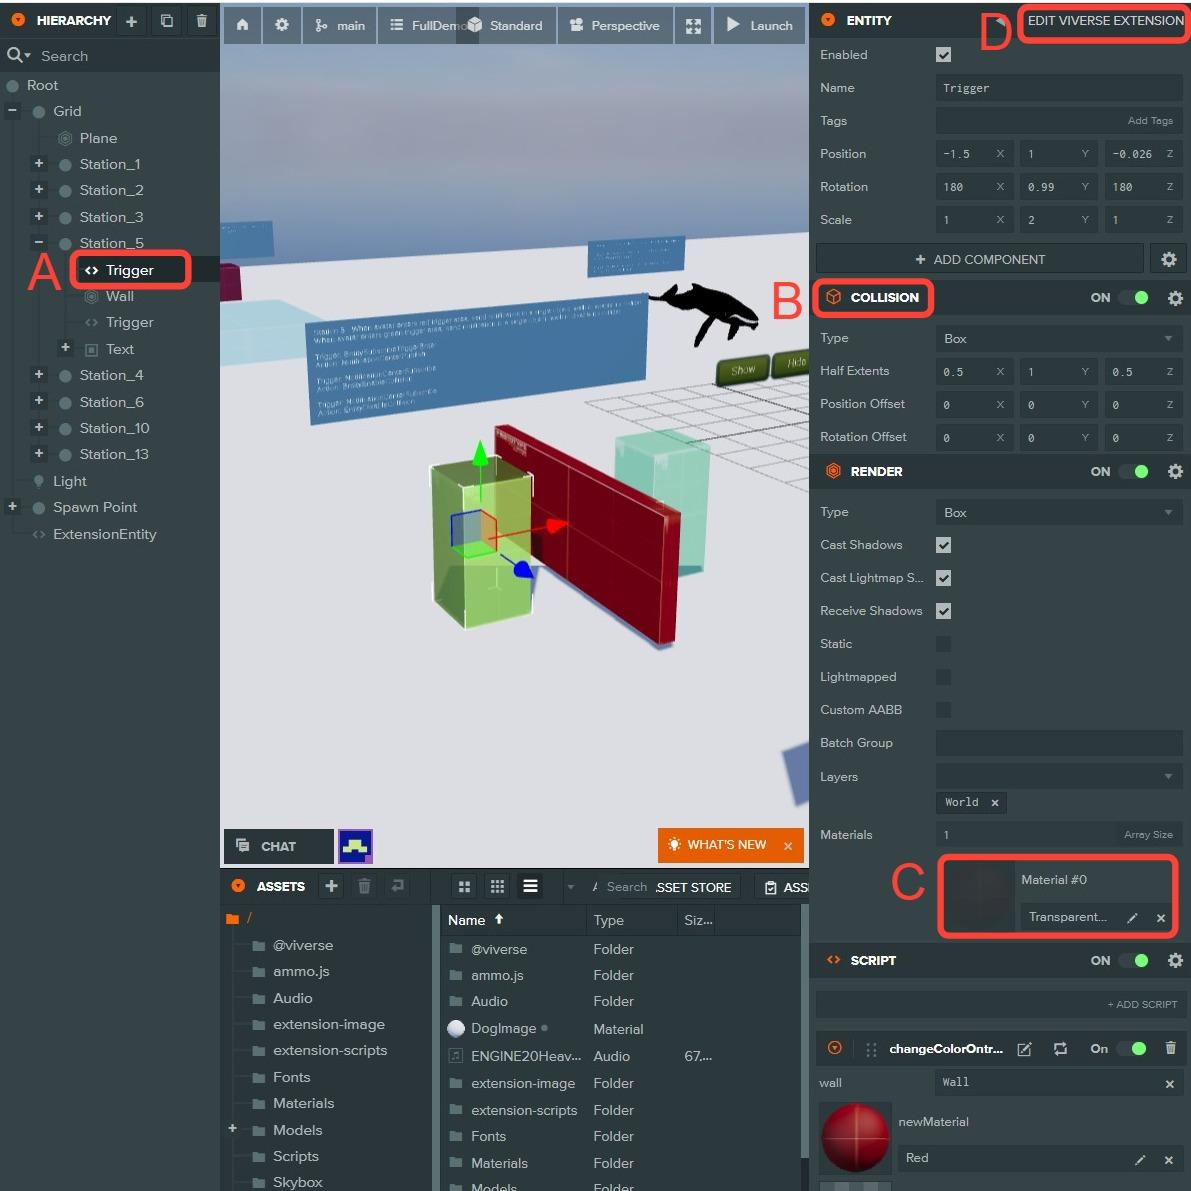 HIERARCHY
Search
Root
Grid
Plane
Station_1
Station_2
Station_3
Station_5
A
Trigger
Wall
Trigger
Text
Station_4
Station_6
Station_10
Station_13
Light
Spawn Point
ExtensionEntity
main
FullDemo
Standard
Perspective
Launch
Show
Hide
CHAT
WHAT'S NEW
ASSETS
Search
SSET STORE
ASS
/
@viverse
ammo.js
Audio
extension-image
extension-scripts
Fonts
Materials
Models
Scripts
Skybox
Name Type Siz...
@viverse Folder
ammo.js Folder
Audio Folder
DogImage Material
ENGINE20Heav... Audio 67,...
extension-image Folder
extension-scripts Folder
Fonts Folder
Materials Folder
Models Folder
ENTITY
D
EDIT VIVERSE EXTENSION
Enabled
Name Trigger
Tags Add Tags
Position -1.5 X 1 Y -0.026 Z
Rotation 180 X 0.99 Y 180 Z
Scale 1 X 2 Y 1 Z
+ ADD COMPONENT
B
COLLISION ON
Type Box
Half Extents 0.5 X 1 Y 0.5 Z
Position Offset 0 X 0 Y 0 Z
Rotation Offset 0 X 0 Y 0 Z
RENDER ON
Type Box
Cast Shadows
Cast Lightmap S...
Receive Shadows
Static
Lightmapped
Custom AABB
Batch Group
Layers
World
Materials 1 Array Size
C
Material #0
Transparent...
SCRIPT ON
+ ADD SCRIPT
changeColorOntr... On
wall Wall
newMaterial
Red